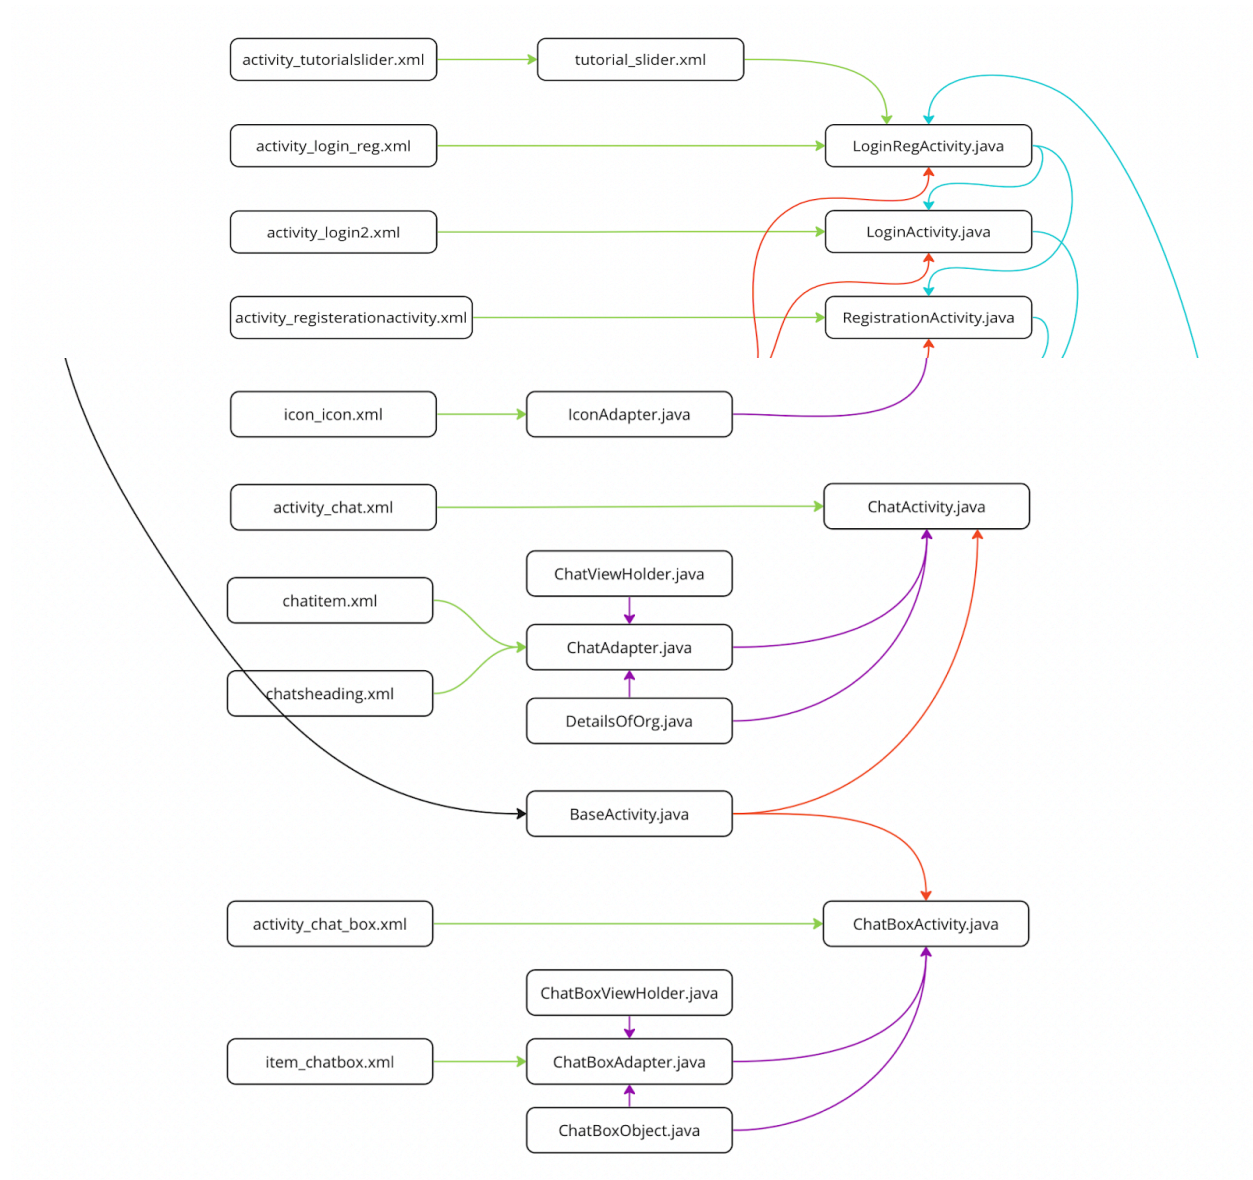 activity_tutorialslider.xml
tutorial_slider.xml
activity_login_reg.xml
LoginRegActivity.java
activity_login2.xml
LoginActivity.java
activity_registerationactivity.xml
RegistrationActivity.java
icon_icon.xml
IconAdapter.java
activity_chat.xml
ChatActivity.java
ChatViewHolder.java
chatitem.xml
ChatAdapter.java
chatsheading.xml
DetailsOfOrg.java
BaseActivity.java
activity_chat_box.xml
ChatBoxActivity.java
ChatBoxViewHolder.java
item_chatbox.xml
ChatBoxAdapter.java
ChatBoxObject.java